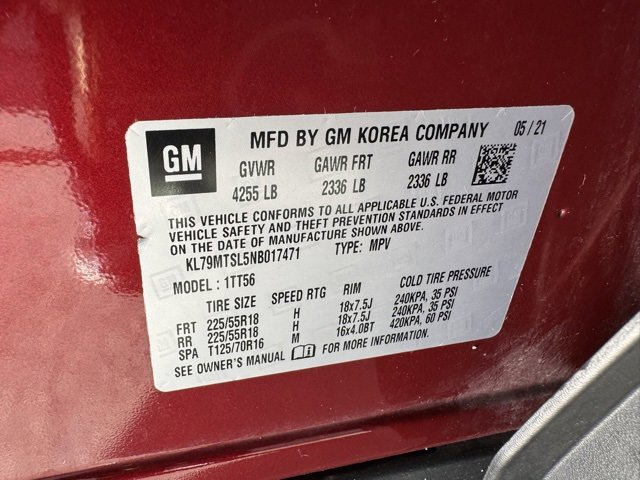 GM
MFD BY GM KOREA COMPANY 05 / 21
GVWR GAWR FRT GAWR RR
4255 LB 2336 LB 2336 LB
THIS VEHICLE CONFORMS TO ALL APPLICABLE U.S. FEDERAL MOTOR
VEHICLE SAFETY AND THEFT PREVENTION STANDARDS IN EFFECT
ON THE DATE OF MANUFACTURE SHOWN ABOVE.
KL79MTSL5NB017471 TYPE: MPV
MODEL : 1TT56
TIRE SIZE SPEED RTG RIM COLD TIRE PRESSURE
FRT 225/55R18 H 18x7.5J 240KPA, 35 PSI
RR 225/55R18 H 18x7.5J 240KPA, 35 PSI
SPA T125/70R16 M 16x4.0BT 420KPA, 60 PSI
SEE OWNER'S MANUAL FOR MORE INFORMATION.